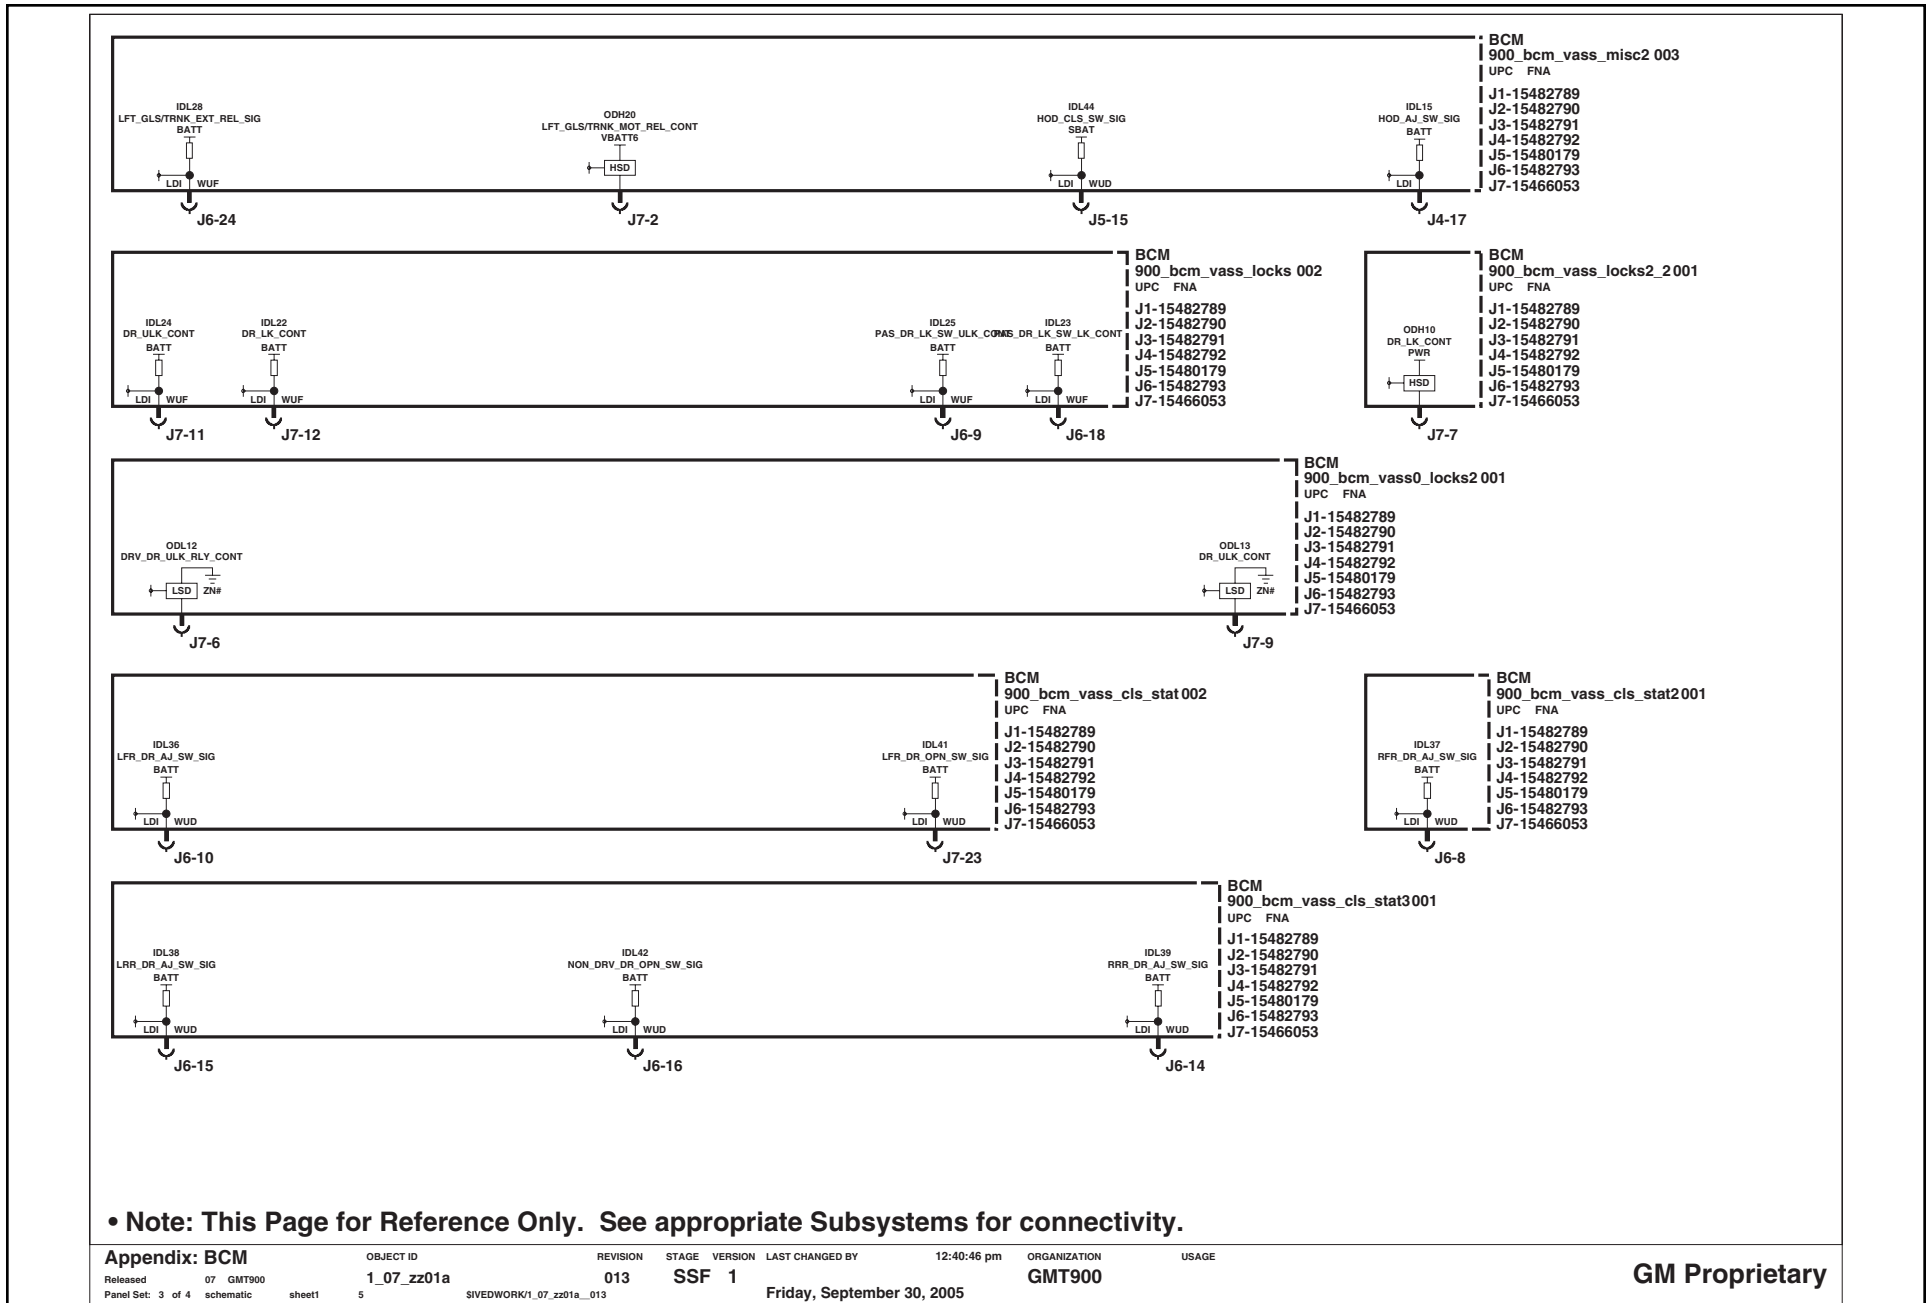 BCM
900_bcm_vass_misc2 003
UPC FNA
J1-15482789
J2-15482790
J3-15482791
J4-15482792
J5-15480179
J6-15482793
J7-15466053
IDL28
LFT_GLS/TRNK_EXT_REL_SIG
BATT
LDI WUF
J6-24
ODH20
LFT_GLS/TRNK_MOT_REL_CONT
VBATT6
HSD
J7-2
IDL44
HOD_CLS_SW_SIG
SBAT
LDI WUD
J5-15
IDL15
HOD_AJ_SW_SIG
BATT
LDI
J4-17
BCM
900_bcm_vass_locks 002
UPC FNA
J1-15482789
J2-15482790
J3-15482791
J4-15482792
J5-15480179
J6-15482793
J7-15466053
IDL24
DR_ULK_CONT
BATT
LDI WUF
J7-11
IDL22
DR_LK_CONT
BATT
LDI WUF
J7-12
IDL25
PAS_DR_LK_SW_ULK_CONT
BATT
LDI WUF
J6-9
IDL23
PAS_DR_LK_SW_LK_CONT
BATT
LDI WUF
J6-18
BCM
900_bcm_vass_locks2_2 001
UPC FNA
J1-15482789
J2-15482790
J3-15482791
J4-15482792
J5-15480179
J6-15482793
J7-15466053
ODH10
DR_LK_CONT
PWR
HSD
J7-7
BCM
900_bcm_vass0_locks2 001
UPC FNA
J1-15482789
J2-15482790
J3-15482791
J4-15482792
J5-15480179
J6-15482793
J7-15466053
ODL12
DRV_DR_ULK_RLY_CONT
LSD ZN#
J7-6
ODL13
DR_ULK_CONT
LSD ZN#
J7-9
BCM
900_bcm_vass_cls_stat 002
UPC FNA
J1-15482789
J2-15482790
J3-15482791
J4-15482792
J5-15480179
J6-15482793
J7-15466053
IDL36
LFR_DR_AJ_SW_SIG
BATT
LDI WUD
J6-10
IDL41
LFR_DR_OPN_SW_SIG
BATT
LDI WUD
J7-23
BCM
900_bcm_vass_cls_stat2 001
UPC FNA
J1-15482789
J2-15482790
J3-15482791
J4-15482792
J5-15480179
J6-15482793
J7-15466053
IDL37
RFR_DR_AJ_SW_SIG
BATT
LDI WUD
J6-8
BCM
900_bcm_vass_cls_stat3 001
UPC FNA
J1-15482789
J2-15482790
J3-15482791
J4-15482792
J5-15480179
J6-15482793
J7-15466053
IDL38
LRR_DR_AJ_SW_SIG
BATT
LDI WUD
J6-15
IDL42
NON_DRV_DR_OPN_SW_SIG
BATT
LDI WUD
J6-16
IDL39
RRR_DR_AJ_SW_SIG
BATT
LDI WUD
J6-14
• Note: This Page for Reference Only. See appropriate Subsystems for connectivity.
Appendix: BCM OBJECT ID REVISION STAGE VERSION LAST CHANGED BY 12:40:46 pm ORGANIZATION USAGE
Released 07 GMT900 1_07_zz01a 013 SSF 1 GMT900 GM Proprietary
Panel Set: 3 of 4 schematic sheet1 5 $IVEDWORK/1_07_zz01a__013 Friday, September 30, 2005